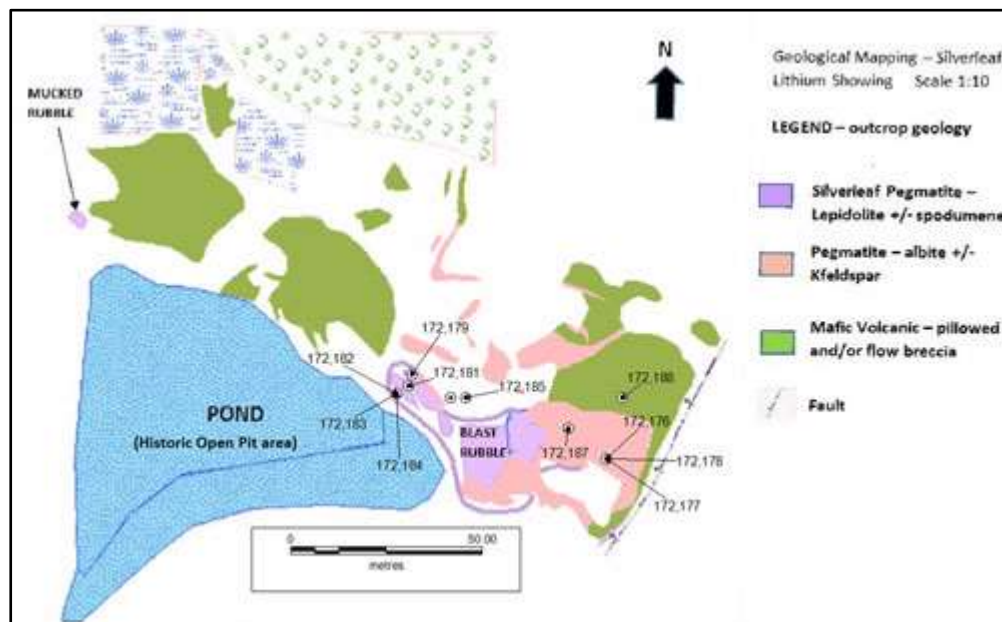 N
Geological Mapping – Silverleaf
Lithium Showing Scale 1:10
LEGEND – outcrop geology
Silverleaf Pegmatite –
Lepidolite +/- spodumene
Pegmatite – albite +/-
Kfeldspar
Mafic Volcanic – pillowed
and/or flow breccia
Fault
MUCKED
RUBBLE
172,179
172,182
172,181
172,185
172,188
172,176
172,183
172,184
172,187
172,178
172,177
POND
(Historic Open Pit area)
BLAST
RUBBLE
0 50.00
metres